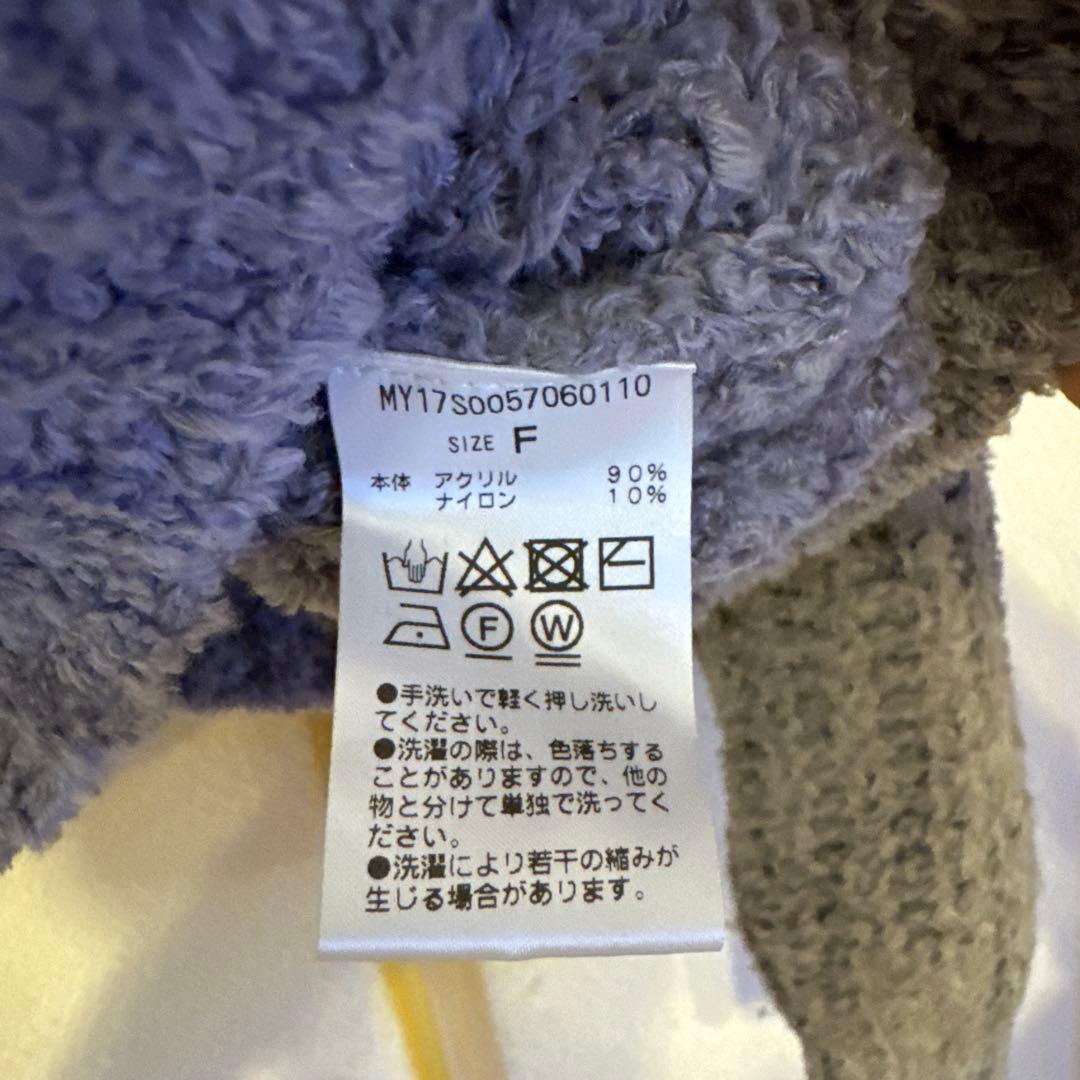 MY17S0057060110
SIZE F
本体 アクリル 90%
ナイロン 10%
F W
●手洗いで軽く押し洗いし
てください。
●洗濯の際は、色落ちする
ことがありますので、他の
物と分けて単独で洗ってく
ださい。
●洗濯により若干の縮みが
生じる場合があります。